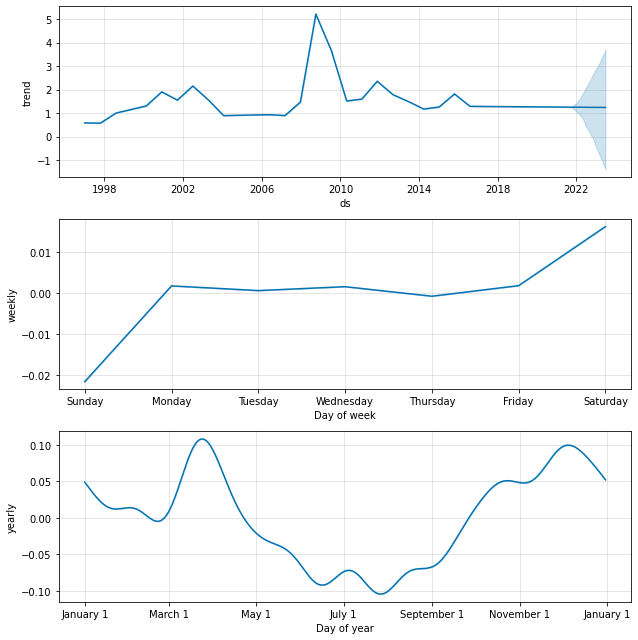 5
4
3
2
1
0
−1
trend
1998 2002 2006 2010 2014 2018 2022
ds
0.01
0.00
−0.01
−0.02
weekly
Sunday Monday Tuesday Wednesday Thursday Friday Saturday
Day of week
0.10
0.05
0.00
−0.05
−0.10
yearly
January 1 March 1 May 1 July 1 September 1 November 1 January 1
Day of year